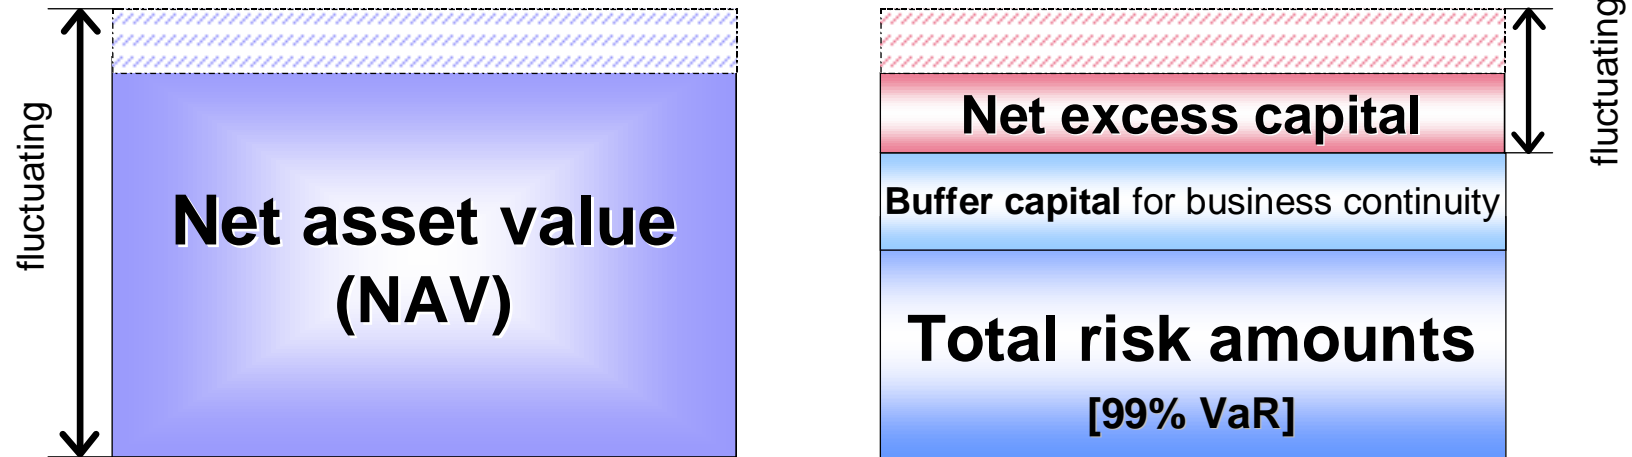 fluctuating
Net asset value
(NAV)
Net excess capital
Buffer capital for business continuity
Total risk amounts
[99% VaR]
fluctuating